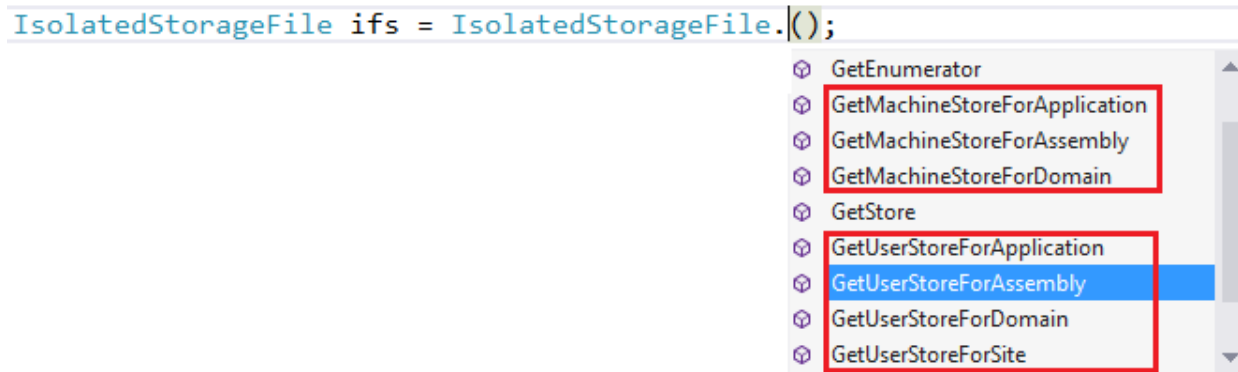 IsolatedStorageFile ifs = IsolatedStorageFile.();
GetEnumerator
GetMachineStoreForApplication
GetMachineStoreForAssembly
GetMachineStoreForDomain
GetStore
GetUserStoreForApplication
GetUserStoreForAssembly
GetUserStoreForDomain
GetUserStoreForSite